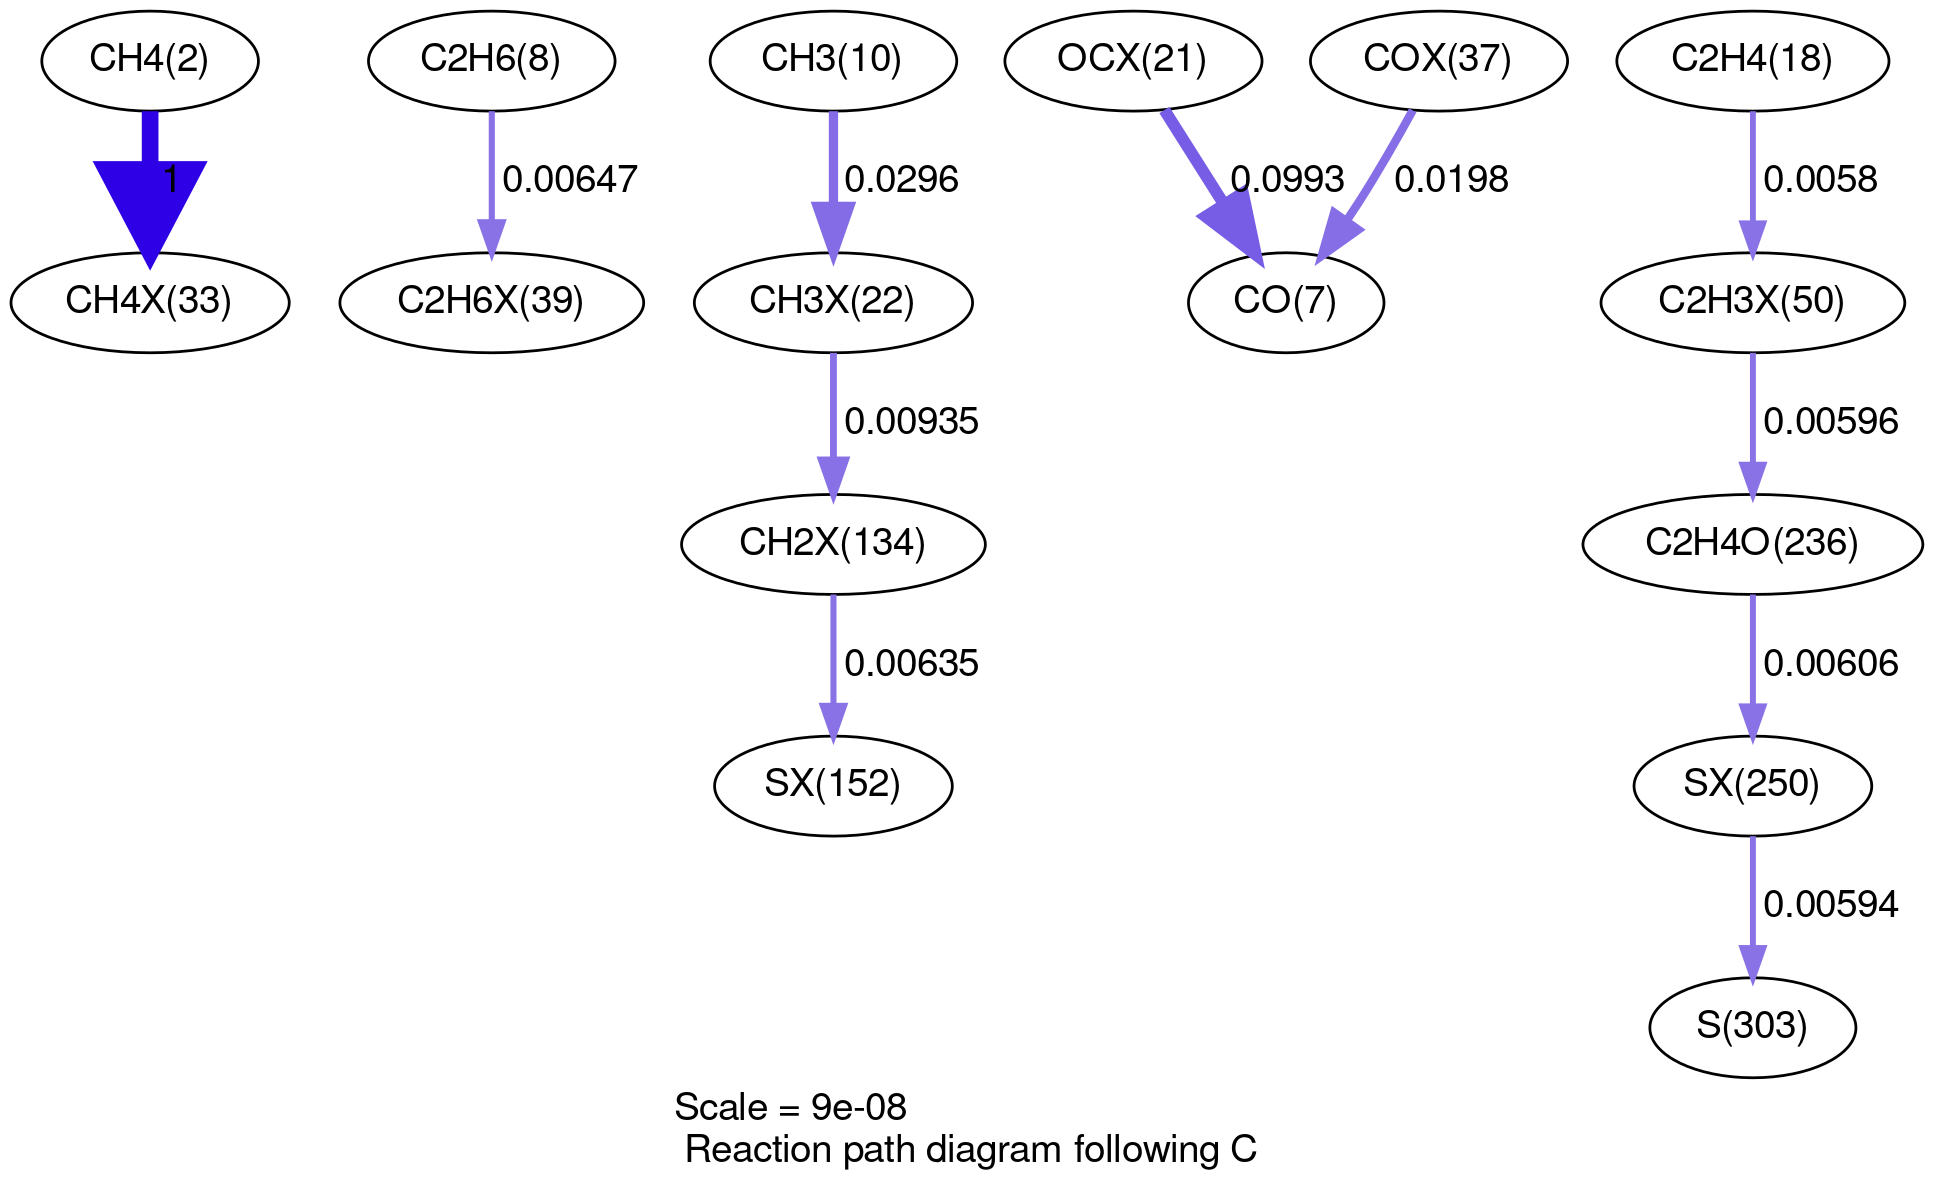 CH4(2)
C2H6(8)
CH3(10)
OCX(21)
COX(37)
C2H4(18)
1
0.00647
0.0296
0.0993
0.0198
0.0058
CH4X(33)
C2H6X(39)
CH3X(22)
CO(7)
C2H3X(50)
0.00935
0.00596
CH2X(134)
C2H4O(236)
0.00635
0.00606
SX(152)
SX(250)
0.00594
S(303)
Scale = 9e-08
Reaction path diagram following C